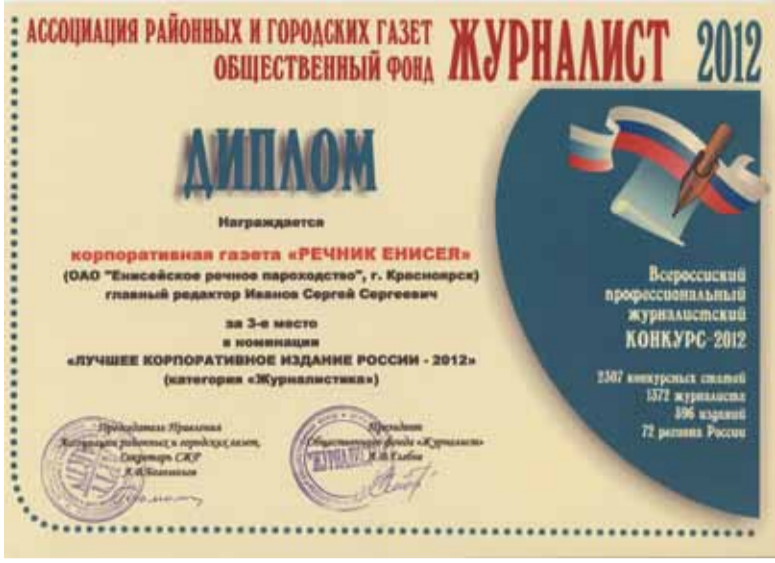 АССОЦИАЦИЯ РАЙОННЫХ И ГОРОДСКИХ ГАЗЕТ
ОБЩЕСТВЕННЫЙ ФОНД
ЖУРНАЛИСТ 2012
ДИПЛОМ
Награждается
корпоративная газета «РЕЧНИК ЕНИСЕЯ»
(ОАО "Енисейское речное пароходство", г. Красноярск)
главный редактор Иванов Сергей Сергеевич
за 3-е место
в номинации
«ЛУЧШЕЕ КОРПОРАТИВНОЕ ИЗДАНИЕ РОССИИ - 2012»
(категория «Журналистика»)
Всероссиский
профессиональный
журналистский
КОНКУРС-2012
2307 конкурсных статей
1372 журналиста
396 изданий
72 региона России
Председатель Правления
Ассоциации районных и городских газет,
Секретарь СЖР
Президент
Общественного фонда «Журналист»
ЖУРНАЛИСТ